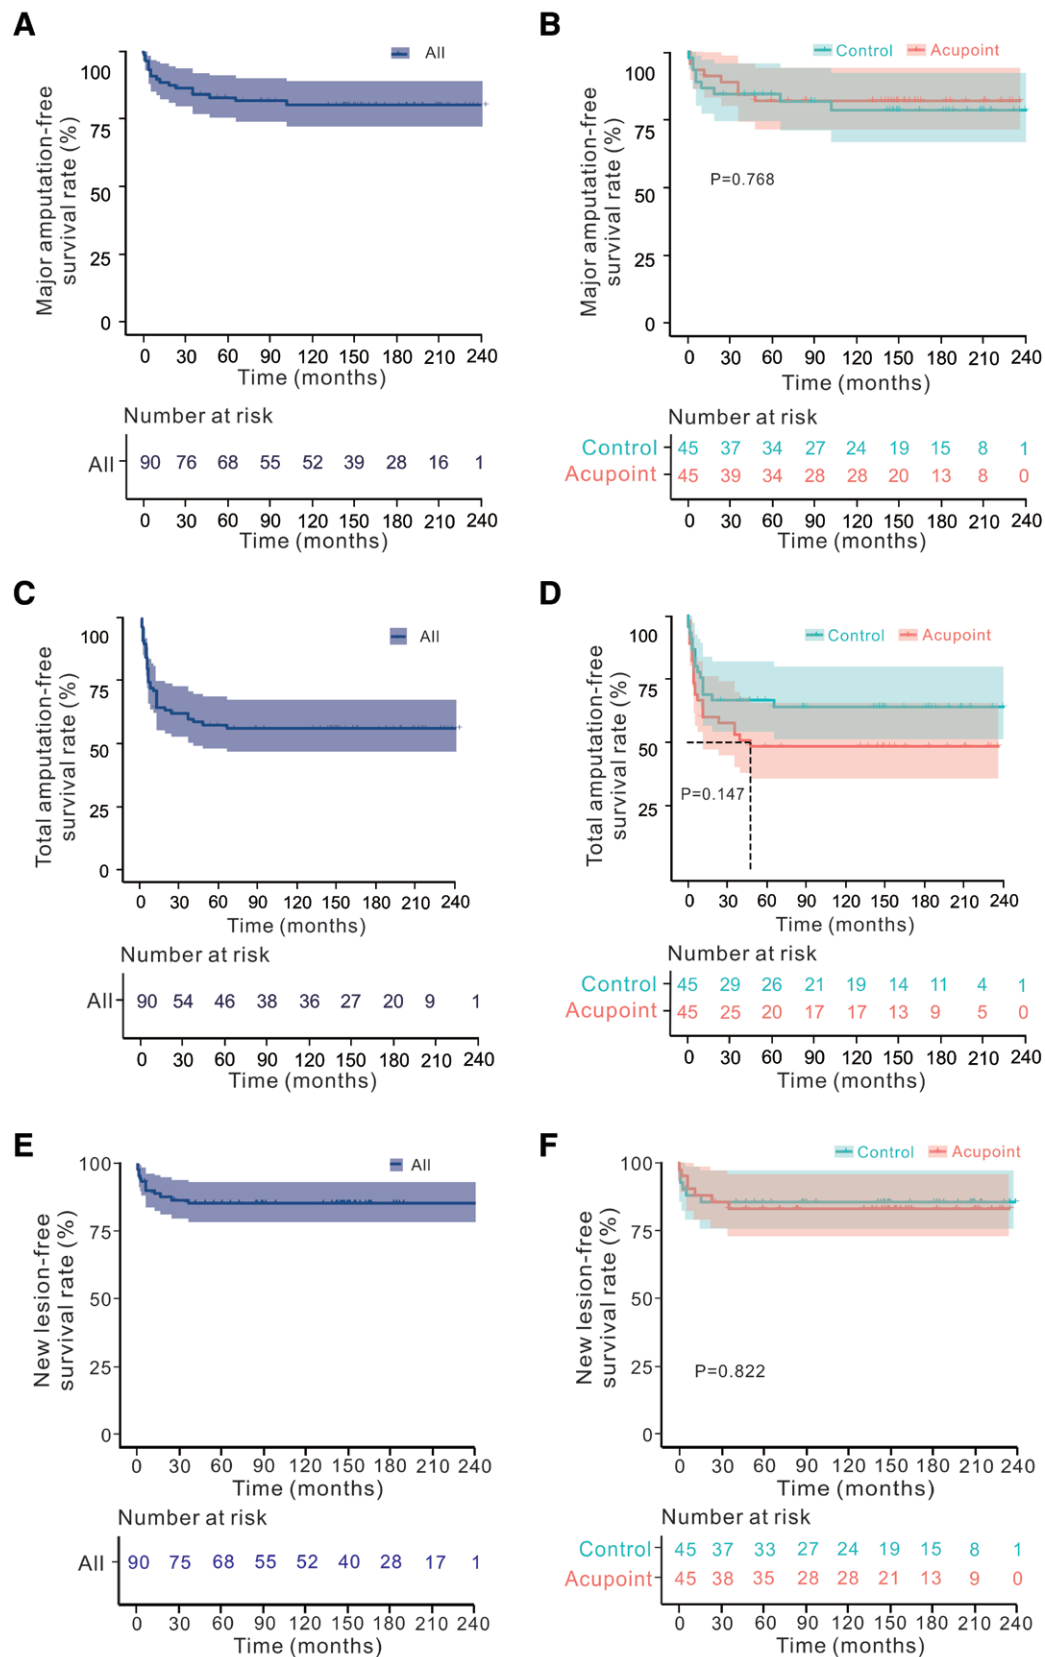 A
B
All
Control Acupoint
100
75
50
25
0
Major amputation-free
survival rate (%)
0 30 60 90 120 150 180 210 240
Time (months)
100
75
50
25
0
Major amputation-free
survival rate (%)
P=0.768
0 30 60 90 120 150 180 210 240
Time (months)
Number at risk
All 90 76 68 55 52 39 28 16 1
0 30 60 90 120 150 180 210 240
Time (months)
Number at risk
Control 45 37 34 27 24 19 15 8 1
Acupoint 45 39 34 28 28 20 13 8 0
0 30 60 90 120 150 180 210 240
Time (months)
C
D
All
Control Acupoint
100
75
50
25
0
Total amputation-free
survival rate (%)
0 30 60 90 120 150 180 210 240
Time (months)
100
75
50
25
Total amputation-free
survival rate (%)
P=0.147
0 30 60 90 120 150 180 210 240
Time (months)
Number at risk
All 90 54 46 38 36 27 20 9 1
0 30 60 90 120 150 180 210 240
Time (months)
Number at risk
Control 45 29 26 21 19 14 11 4 1
Acupoint 45 25 20 17 17 13 9 5 0
0 30 60 90 120 150 180 210 240
Time (months)
E
F
All
Control Acupoint
100
75
50
25
0
New lesion-free
survival rate (%)
0 30 60 90 120 150 180 210 240
Time (months)
100
75
50
25
0
New lesion-free
survival rate (%)
P=0.822
0 30 60 90 120 150 180 210 240
Time (months)
Number at risk
All 90 75 68 55 52 40 28 17 1
0 30 60 90 120 150 180 210 240
Time (months)
Number at risk
Control 45 37 33 27 24 19 15 8 1
Acupoint 45 38 35 28 28 21 13 9 0
0 30 60 90 120 150 180 210 240
Time (months)